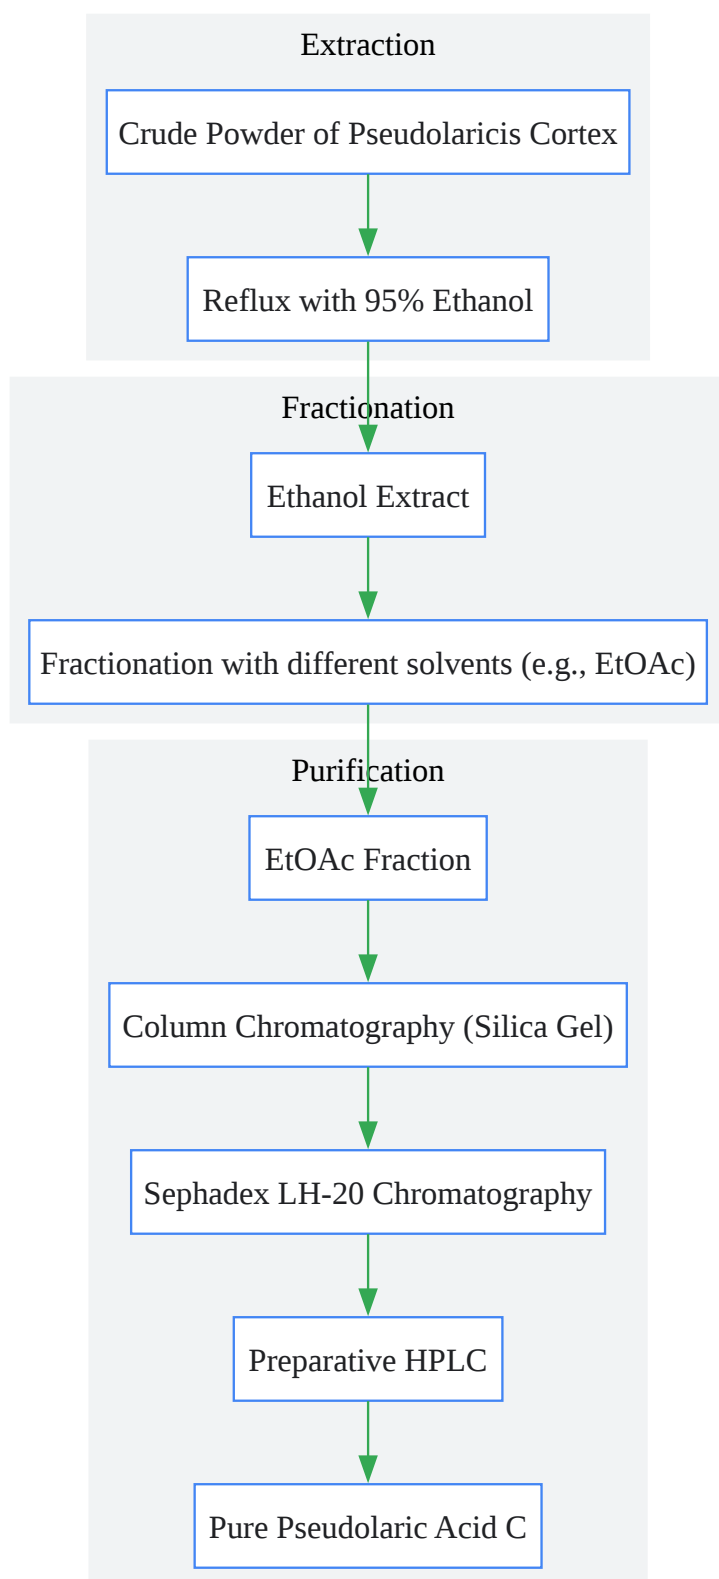 Extraction
Crude Powder of Pseudolaricis Cortex
Reflux with 95% Ethanol
Fractionation
Ethanol Extract
Fractionation with different solvents (e.g., EtOAc)
Purification
EtOAc Fraction
Column Chromatography (Silica Gel)
Sephadex LH-20 Chromatography
Preparative HPLC
Pure Pseudolaric Acid C